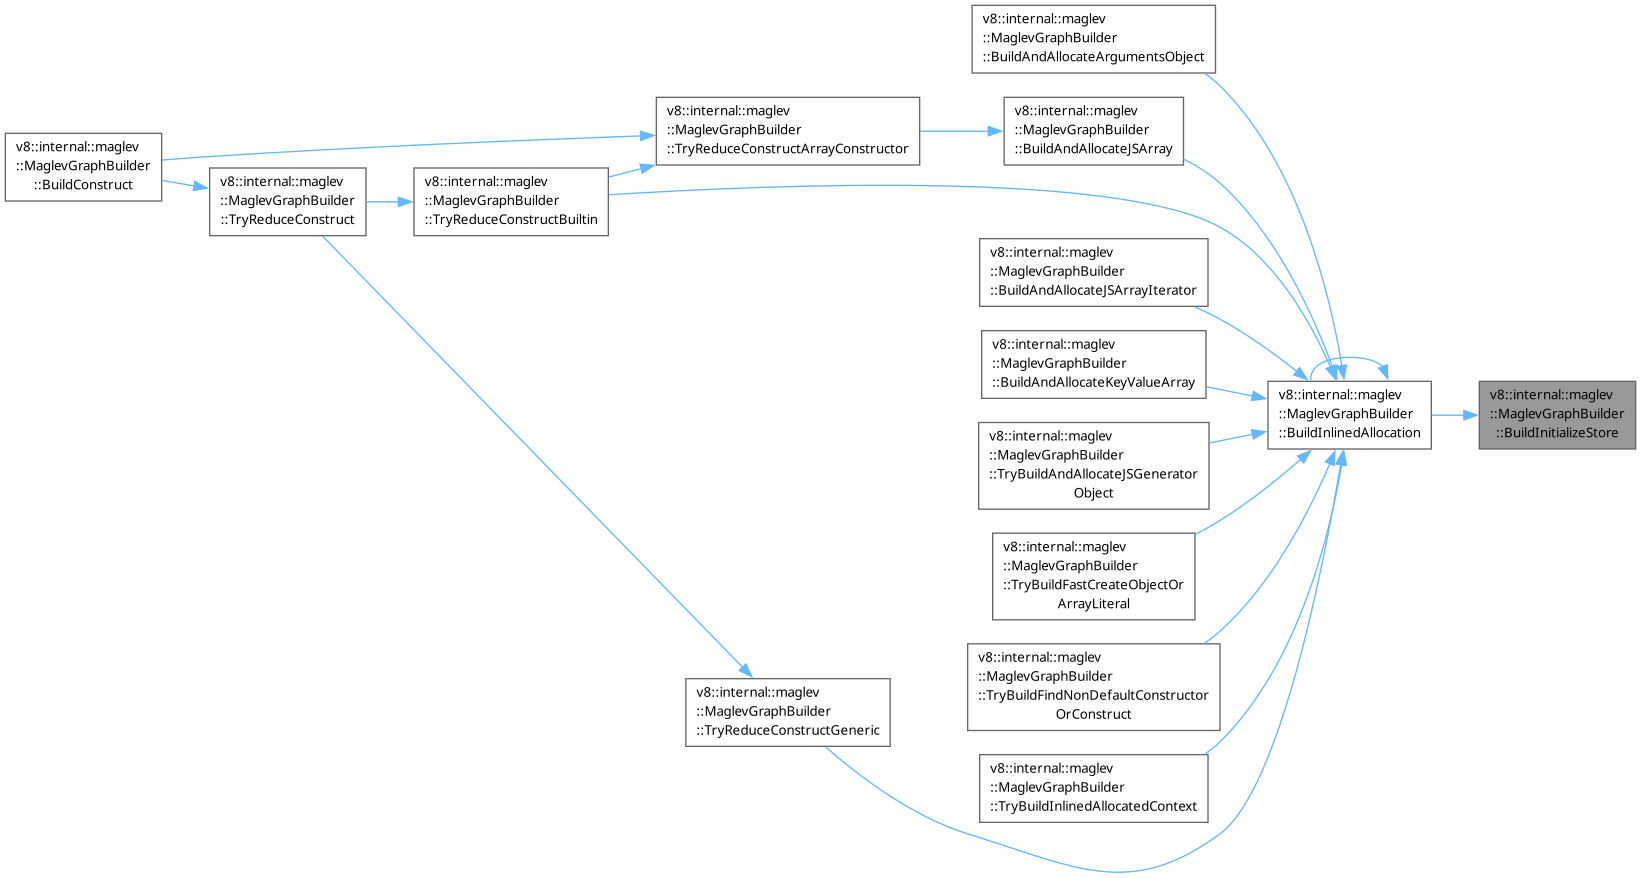 v8::internal::maglev
::MaglevGraphBuilder
::BuildAndAllocateArgumentsObject
v8::internal::maglev
::MaglevGraphBuilder
::TryReduceConstructArrayConstructor
v8::internal::maglev
::MaglevGraphBuilder
::BuildAndAllocateJSArray
v8::internal::maglev
::MaglevGraphBuilder
::BuildConstruct
v8::internal::maglev
::MaglevGraphBuilder
::TryReduceConstruct
v8::internal::maglev
::MaglevGraphBuilder
::TryReduceConstructBuiltin
v8::internal::maglev
::MaglevGraphBuilder
::BuildAndAllocateJSArrayIterator
v8::internal::maglev
::MaglevGraphBuilder
::BuildAndAllocateKeyValueArray
v8::internal::maglev
::MaglevGraphBuilder
::BuildInlinedAllocation
v8::internal::maglev
::MaglevGraphBuilder
::BuildInitializeStore
v8::internal::maglev
::MaglevGraphBuilder
::TryBuildAndAllocateJSGenerator
Object
v8::internal::maglev
::MaglevGraphBuilder
::TryBuildFastCreateObjectOr
ArrayLiteral
v8::internal::maglev
::MaglevGraphBuilder
::TryBuildFindNonDefaultConstructor
OrConstruct
v8::internal::maglev
::MaglevGraphBuilder
::TryReduceConstructGeneric
v8::internal::maglev
::MaglevGraphBuilder
::TryBuildInlinedAllocatedContext